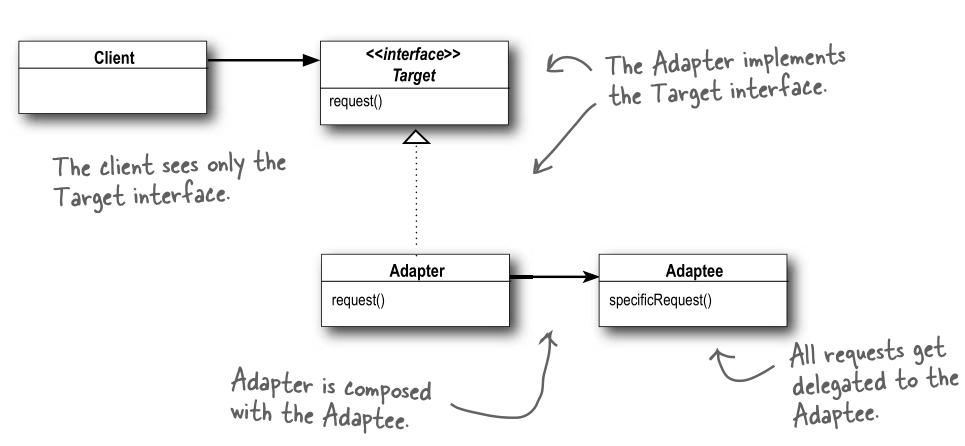 Client
<<interface>>
Target
request()
The Adapter implements
the Target interface.
The client sees only the
Target interface.
Adapter
request()
Adaptee
specificRequest()
Adapter is composed
with the Adaptee.
All requests get
delegated to the
Adaptee.